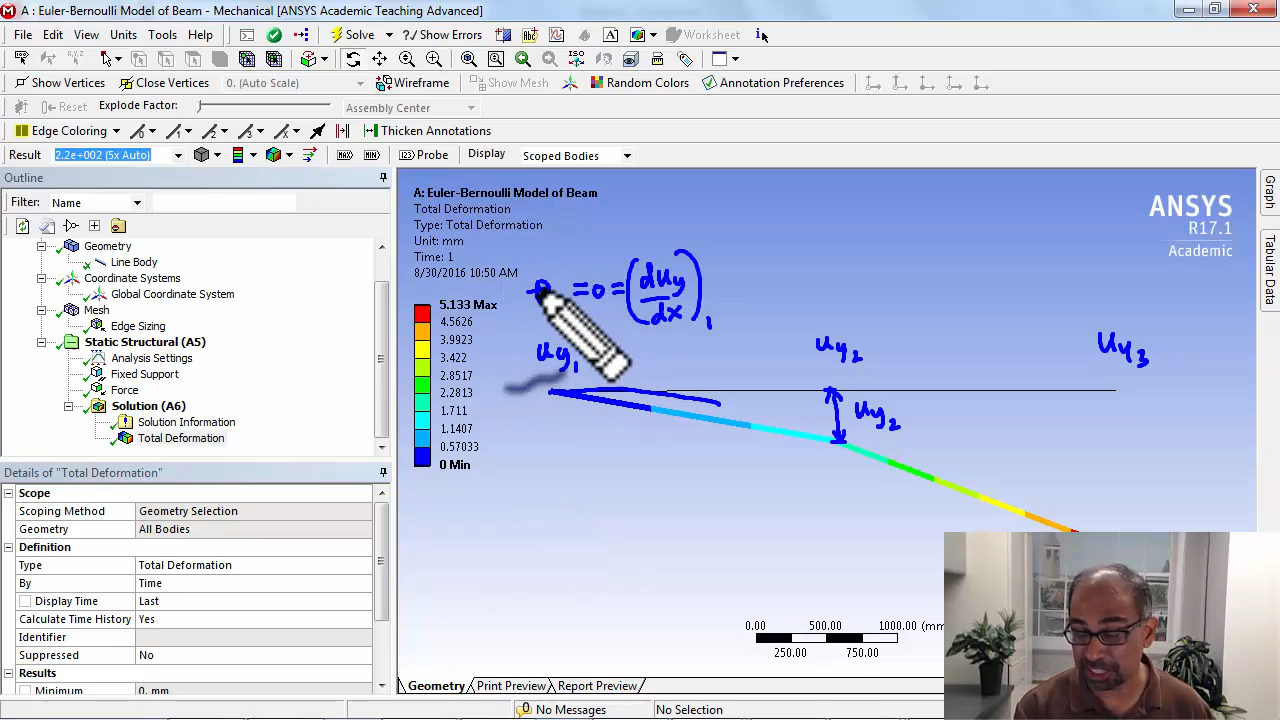 A : Euler-Bernoulli Model of Beam - Mechanical [ANSYS Academic Teaching Advanced]
File Edit View Units Tools Help Solve Show Errors Worksheet
Show Vertices Close Vertices 0. (Auto Scale) Wireframe Show Mesh Random Colors Annotation Preferences
Reset Explode Factor: Assembly Center
Edge Coloring Thicken Annotations
Result 2.2e+002 (5x Auto) MAX MIN Probe Display Scoped Bodies
Outline
Filter: Name
Geometry
Line Body
Coordinate Systems
Global Coordinate System
Mesh
Edge Sizing
Static Structural (A5)
Analysis Settings
Fixed Support
Force
Solution (A6)
Solution Information
Total Deformation
Details of "Total Deformation"
Scope
Scoping Method Geometry Selection
Geometry All Bodies
Definition
Type Total Deformation
By Time
Display Time Last
Calculate Time History Yes
Identifier
Suppressed No
Results
Minimum 0. mm
A: Euler-Bernoulli Model of Beam
Total Deformation
Type: Total Deformation
Unit: mm
Time: 1
8/30/2016 10:50 AM
ANSYS
R17.1
Academic
5.133 Max
4.5626
3.9923
3.422
2.8517
2.2813
1.711
1.1407
0.57033
0 Min
= 0 = (duy/dx)1
uy1
uy2
uy3
uy2
0.00 500.00 1000.00 (mm
250.00 750.00
Geometry Print Preview Report Preview
Graph
Tabular Data
No Messages No Selection